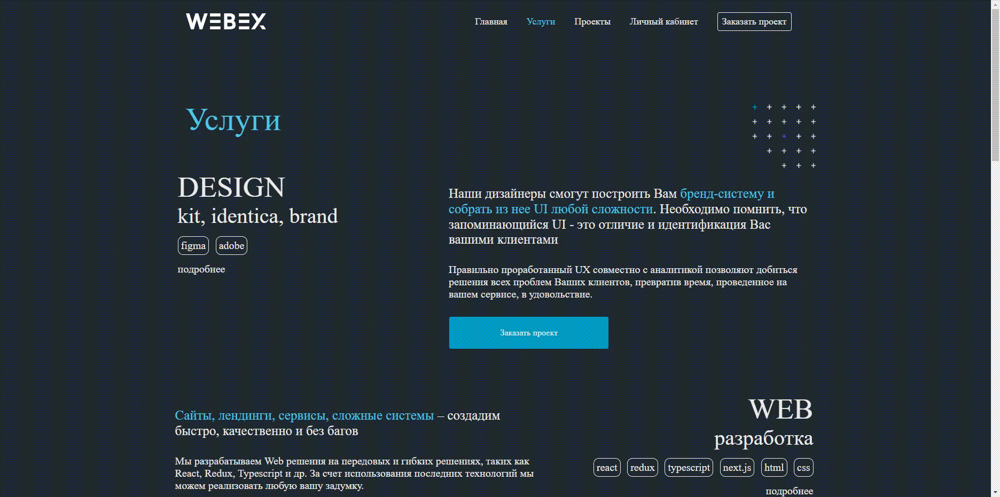 WEBEX
Главная Услуги Проекты Личный кабинет Заказать проект
Услуги
DESIGN
kit, identica, brand
figma adobe
подробнее
Наши дизайнеры смогут построить Вам бренд-систему и
собрать из нее UI любой сложности. Необходимо помнить, что
запоминающийся UI - это отличие и идентификация Вас
вашими клиентами
Правильно проработанный UX совместно с аналитикой позволяют добиться
решения всех проблем Ваших клиентов, превратив время, проведенное на
вашем сервисе, в удовольствие.
Заказать проект
Сайты, лендинги, сервисы, сложные системы – создадим
быстро, качественно и без багов
Мы разрабатываем Web решения на передовых и гибких решениях, таких как
React, Redux, Typescript и др. За счет использования последних технологий мы
можем реализовать любую вашу задумку.
WEB
разработка
react redux typescript next.js html css
подробнее